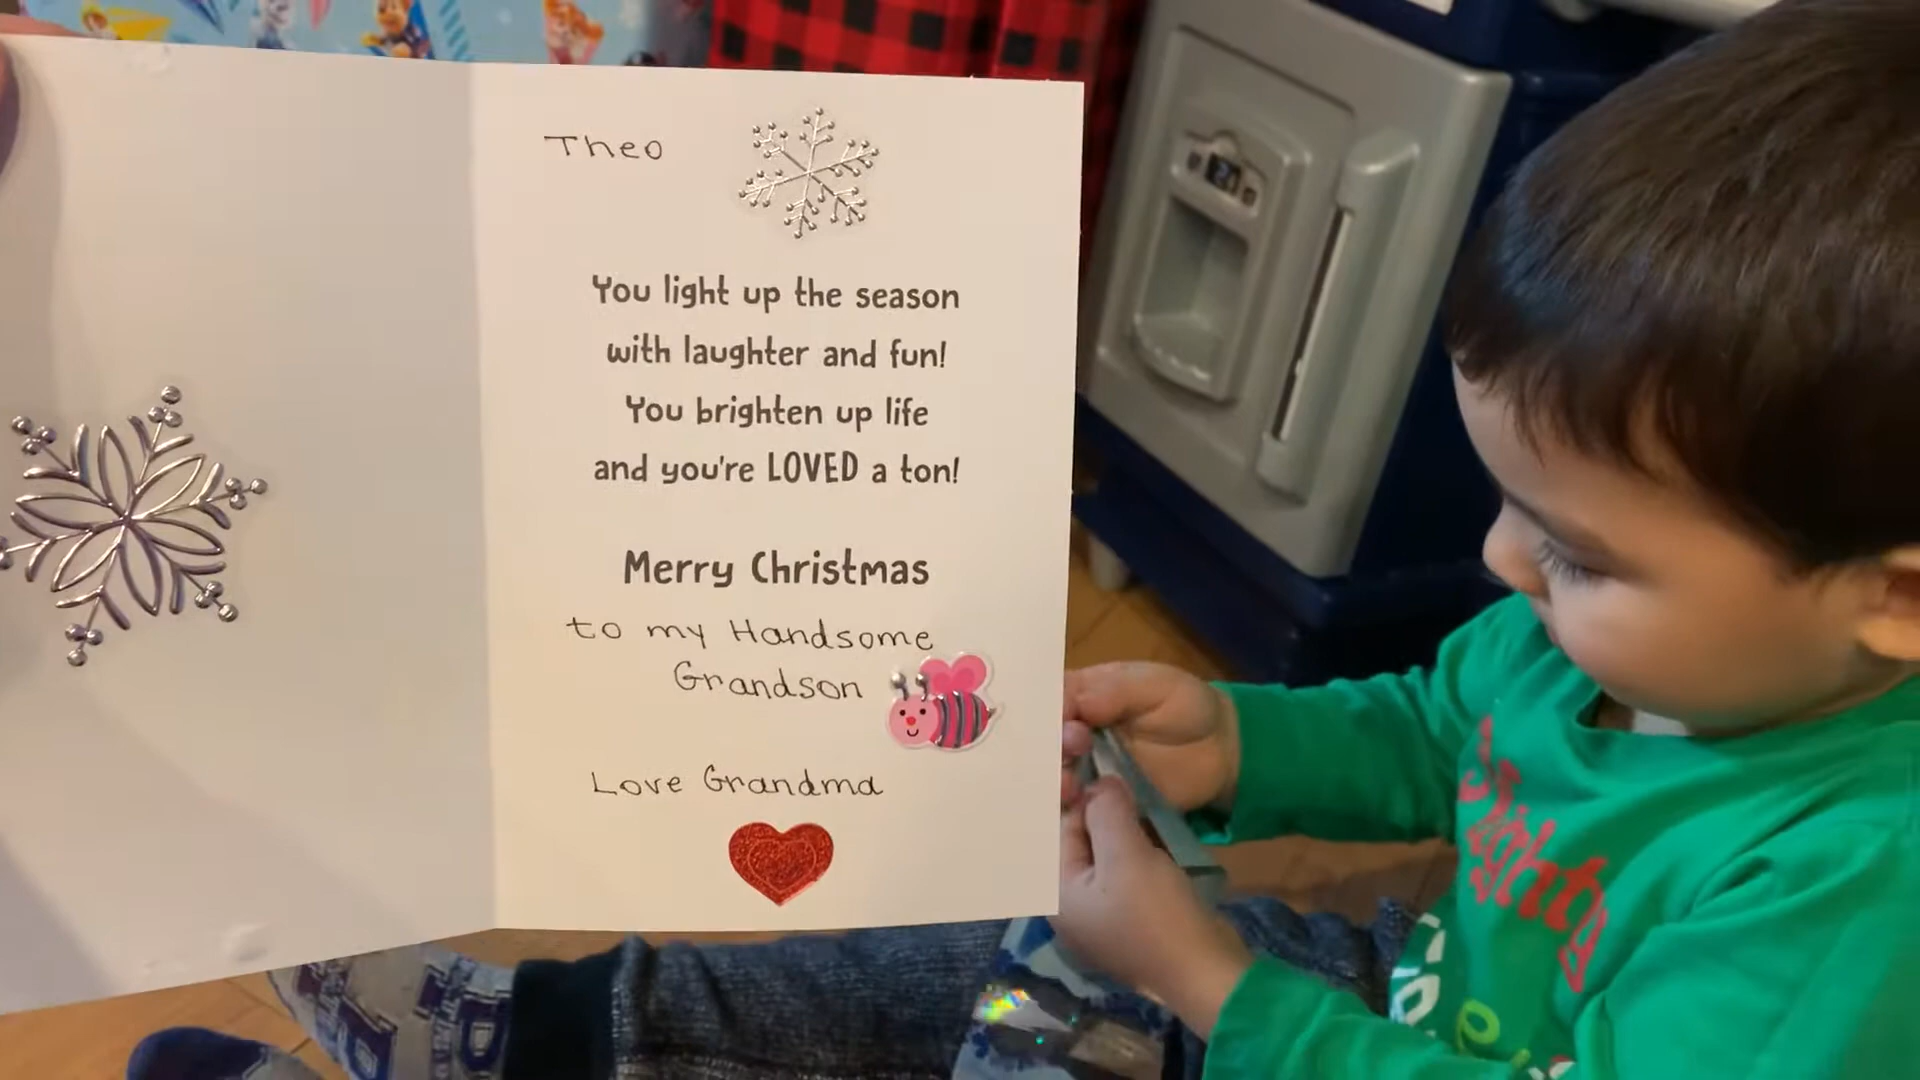 Theo
You light up the season
with laughter and fun!
You brighten up life
and you're LOVED a ton!
Merry Christmas
to my Handsome
Grandson
Love Grandma